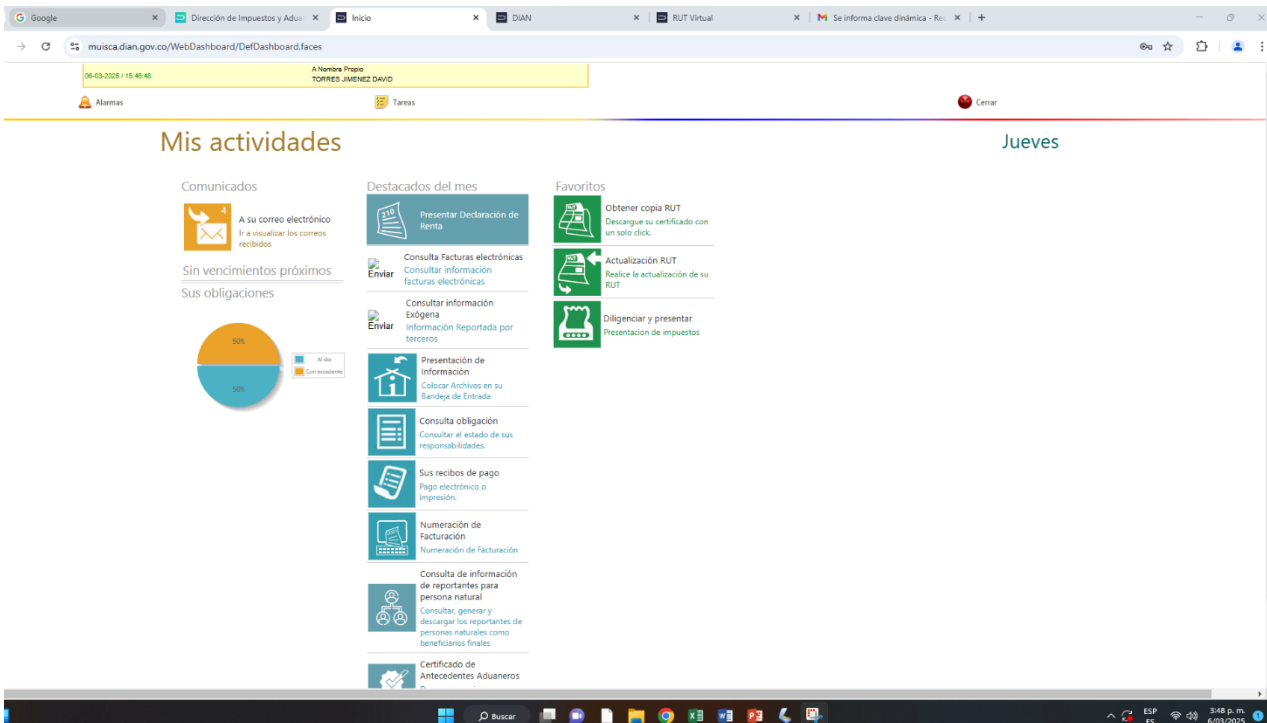 Google
Dirección de Impuestos y Adua
Inicio
DIAN
RUT Virtual
Se informa clave dinámica - Re
muisca.dian.gov.co/WebDashboard/DefDashboard.faces
06-03-2025 / 15:48:48
A Nombre Propio
TORRES JIMENEZ DAVID
Alarmas
Tareas
Cerrar
Mis actividades
Jueves
Comunicados
4
A su correo electrónico
Ir a visualizar los correos
recibidos
Sin vencimientos próximos
Sus obligaciones
50%
50%
Al día
Con excedente
Destacados del mes
210
Presentar Declaración de
Renta
Enviar
Consulta Facturas electrónicas
Consultar información
facturas electrónicas
Enviar
Consultar información
Exógena
Información Reportada por
terceros
Presentación de
Información
Colocar Archivos en su
Bandeja de Entrada
Consulta obligación
Consultar el estado de sus
responsabilidades.
Sus recibos de pago
Pago electrónico o
impresión.
Numeración de
Facturación
Numeración de Facturación
Consulta de información
de reportantes para
persona natural
Consultar, generar y
descargar los reportantes de
personas naturales como
beneficiarios finales
Certificado de
Antecedentes Aduaneros
Favoritos
RUT
Obtener copia RUT
Descargue su certificado con
un solo click.
RUT
Actualización RUT
Realice la actualización de su
RUT
Diligenciar y presentar
Presentacion de impuestos
Buscar
ESP
ES
3:48 p. m.
6/03/2025
1